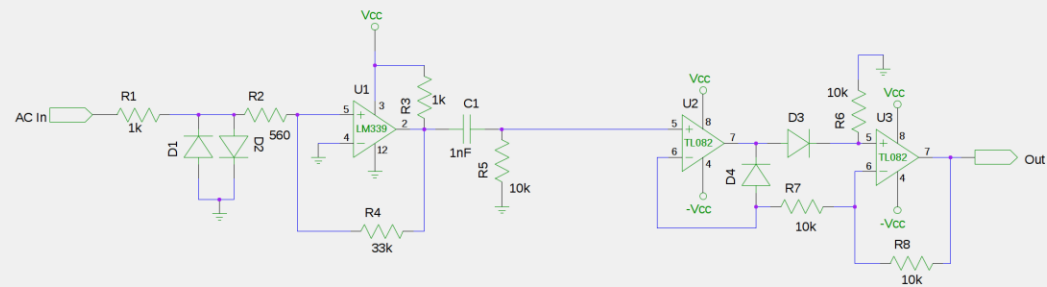 AC In
R1
1k
D1
D2
R2
560
Vcc
U1
5
+
4
−
3
LM339
2
12
R3
1k
R4
33k
C1
1nF
R5
10k
Vcc
U2
8
5
+
6
−
TL082
7
4
-Vcc
D3
D4
R7
10k
10k
R6
Vcc
U3
8
5
+
6
−
TL082
7
4
-Vcc
R8
10k
Out